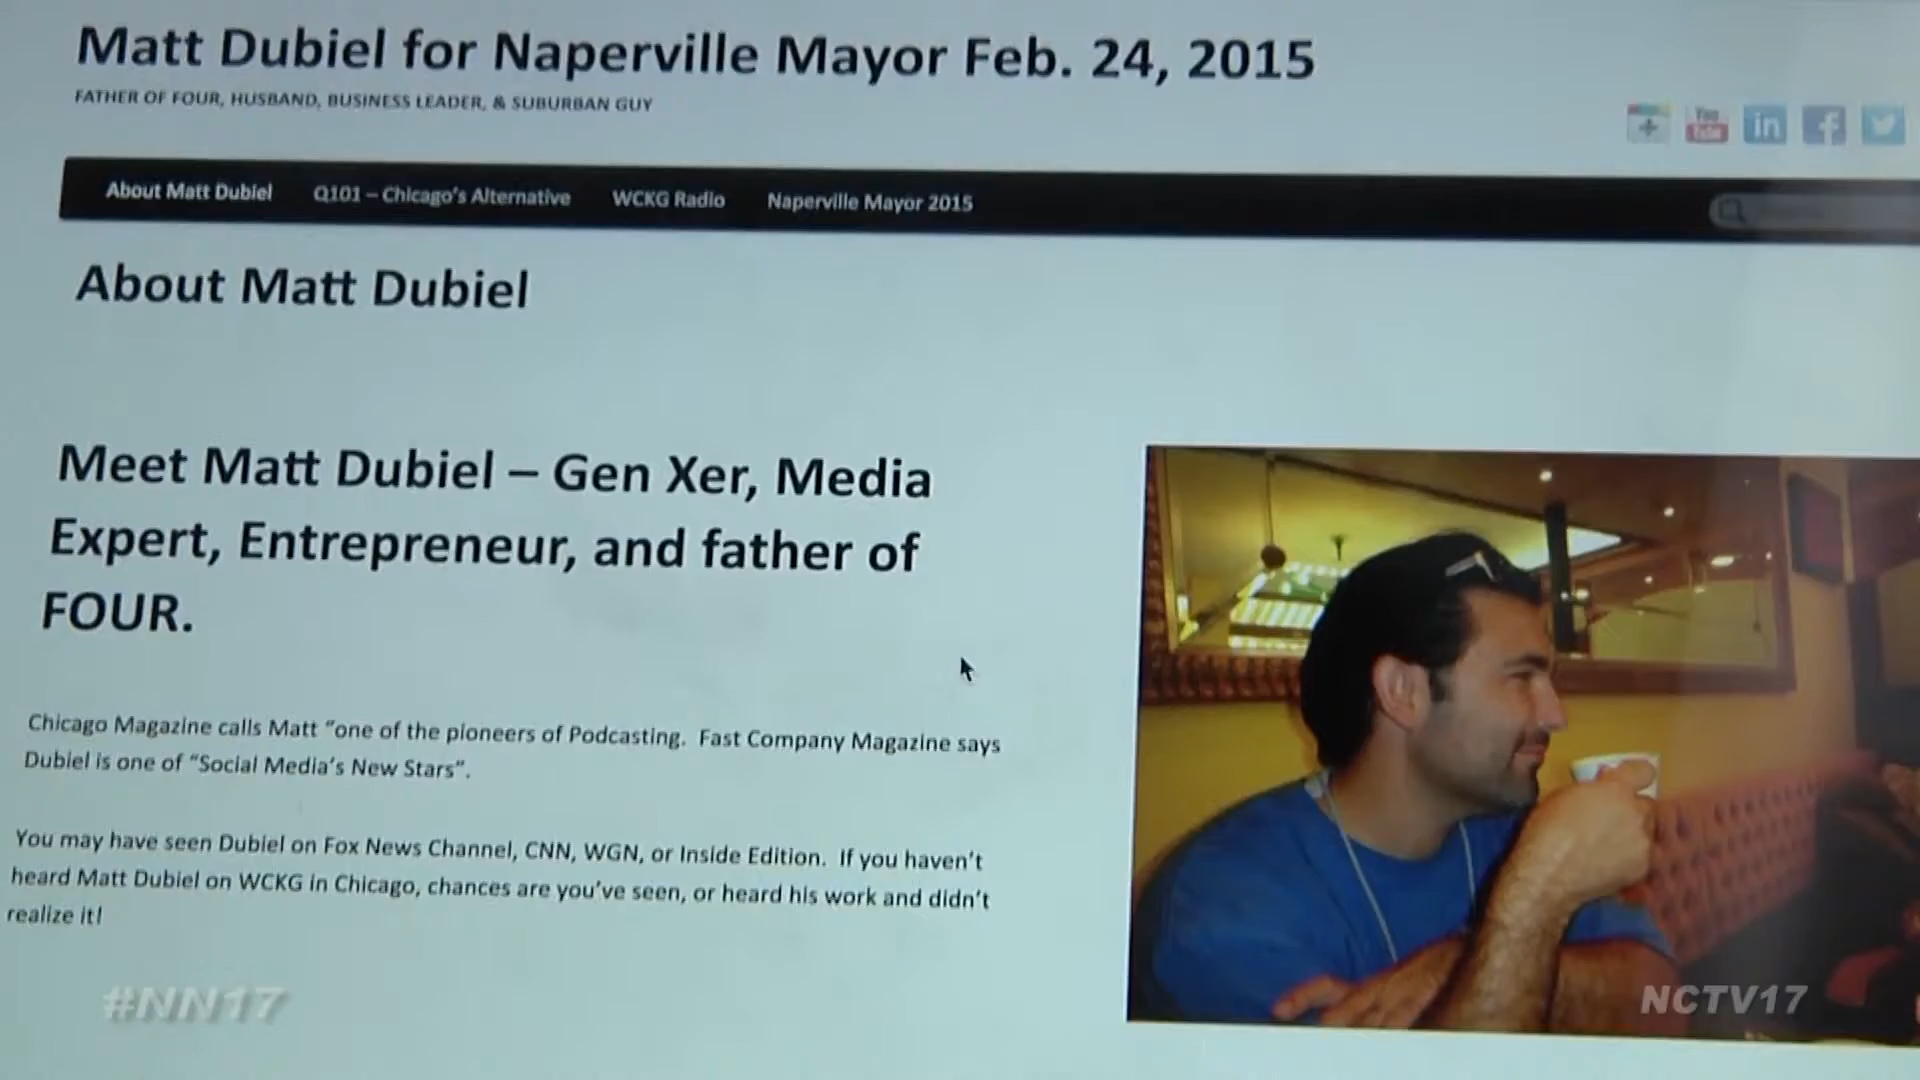 Matt Dubiel for Naperville Mayor Feb. 24, 2015
FATHER OF FOUR, HUSBAND, BUSINESS LEADER, & SUBURBAN GUY
You
Tube
in
f
About Matt Dubiel
Q101 – Chicago's Alternative
WCKG Radio
Naperville Mayor 2015
About Matt Dubiel
Meet Matt Dubiel – Gen Xer, Media
Expert, Entrepreneur, and father of
FOUR.
Chicago Magazine calls Matt “one of the pioneers of Podcasting.  Fast Company Magazine says
Dubiel is one of “Social Media’s New Stars”.
You may have seen Dubiel on Fox News Channel, CNN, WGN, or Inside Edition.  If you haven’t
heard Matt Dubiel on WCKG in Chicago, chances are you’ve seen, or heard his work and didn’t
realize it!
#NN17
NCTV17